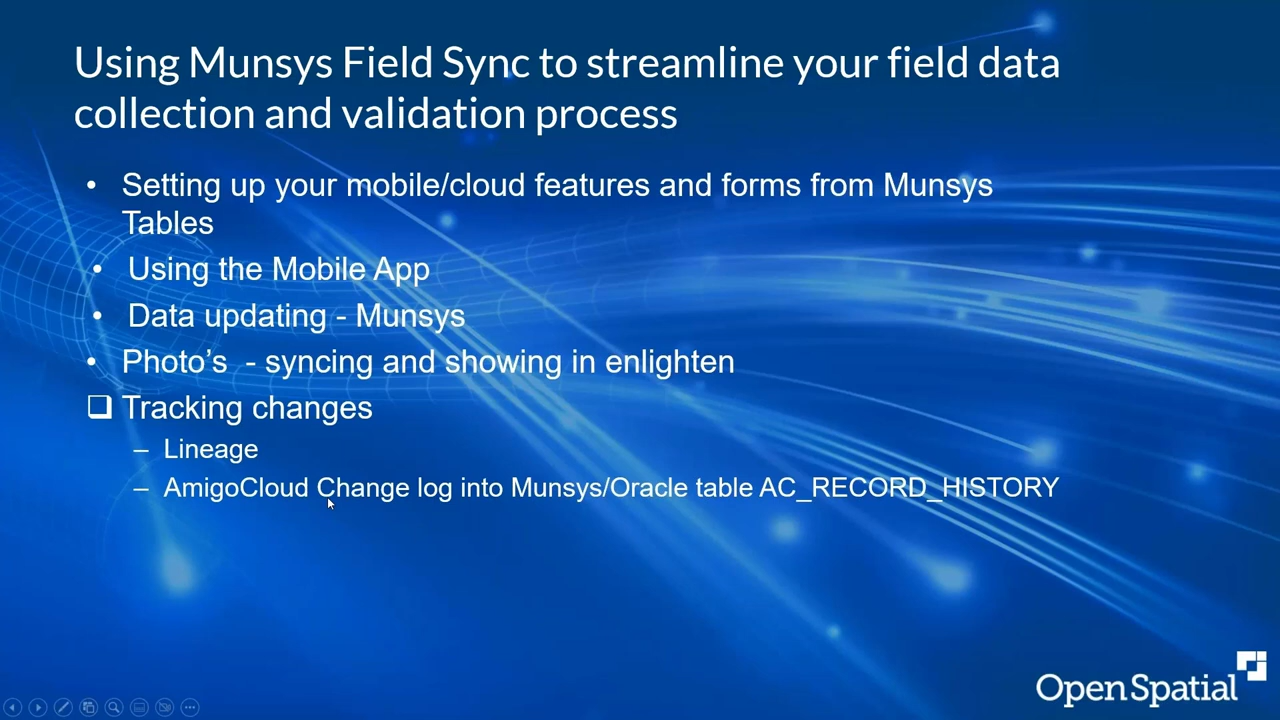 Using Munsys Field Sync to streamline your field data
collection and validation process
• Setting up your mobile/cloud features and forms from Munsys
Tables
• Using the Mobile App
• Data updating - Munsys
• Photo’s - syncing and showing in enlighten
❑ Tracking changes
– Lineage
– AmigoCloud Change log into Munsys/Oracle table AC_RECORD_HISTORY
Open Spatial